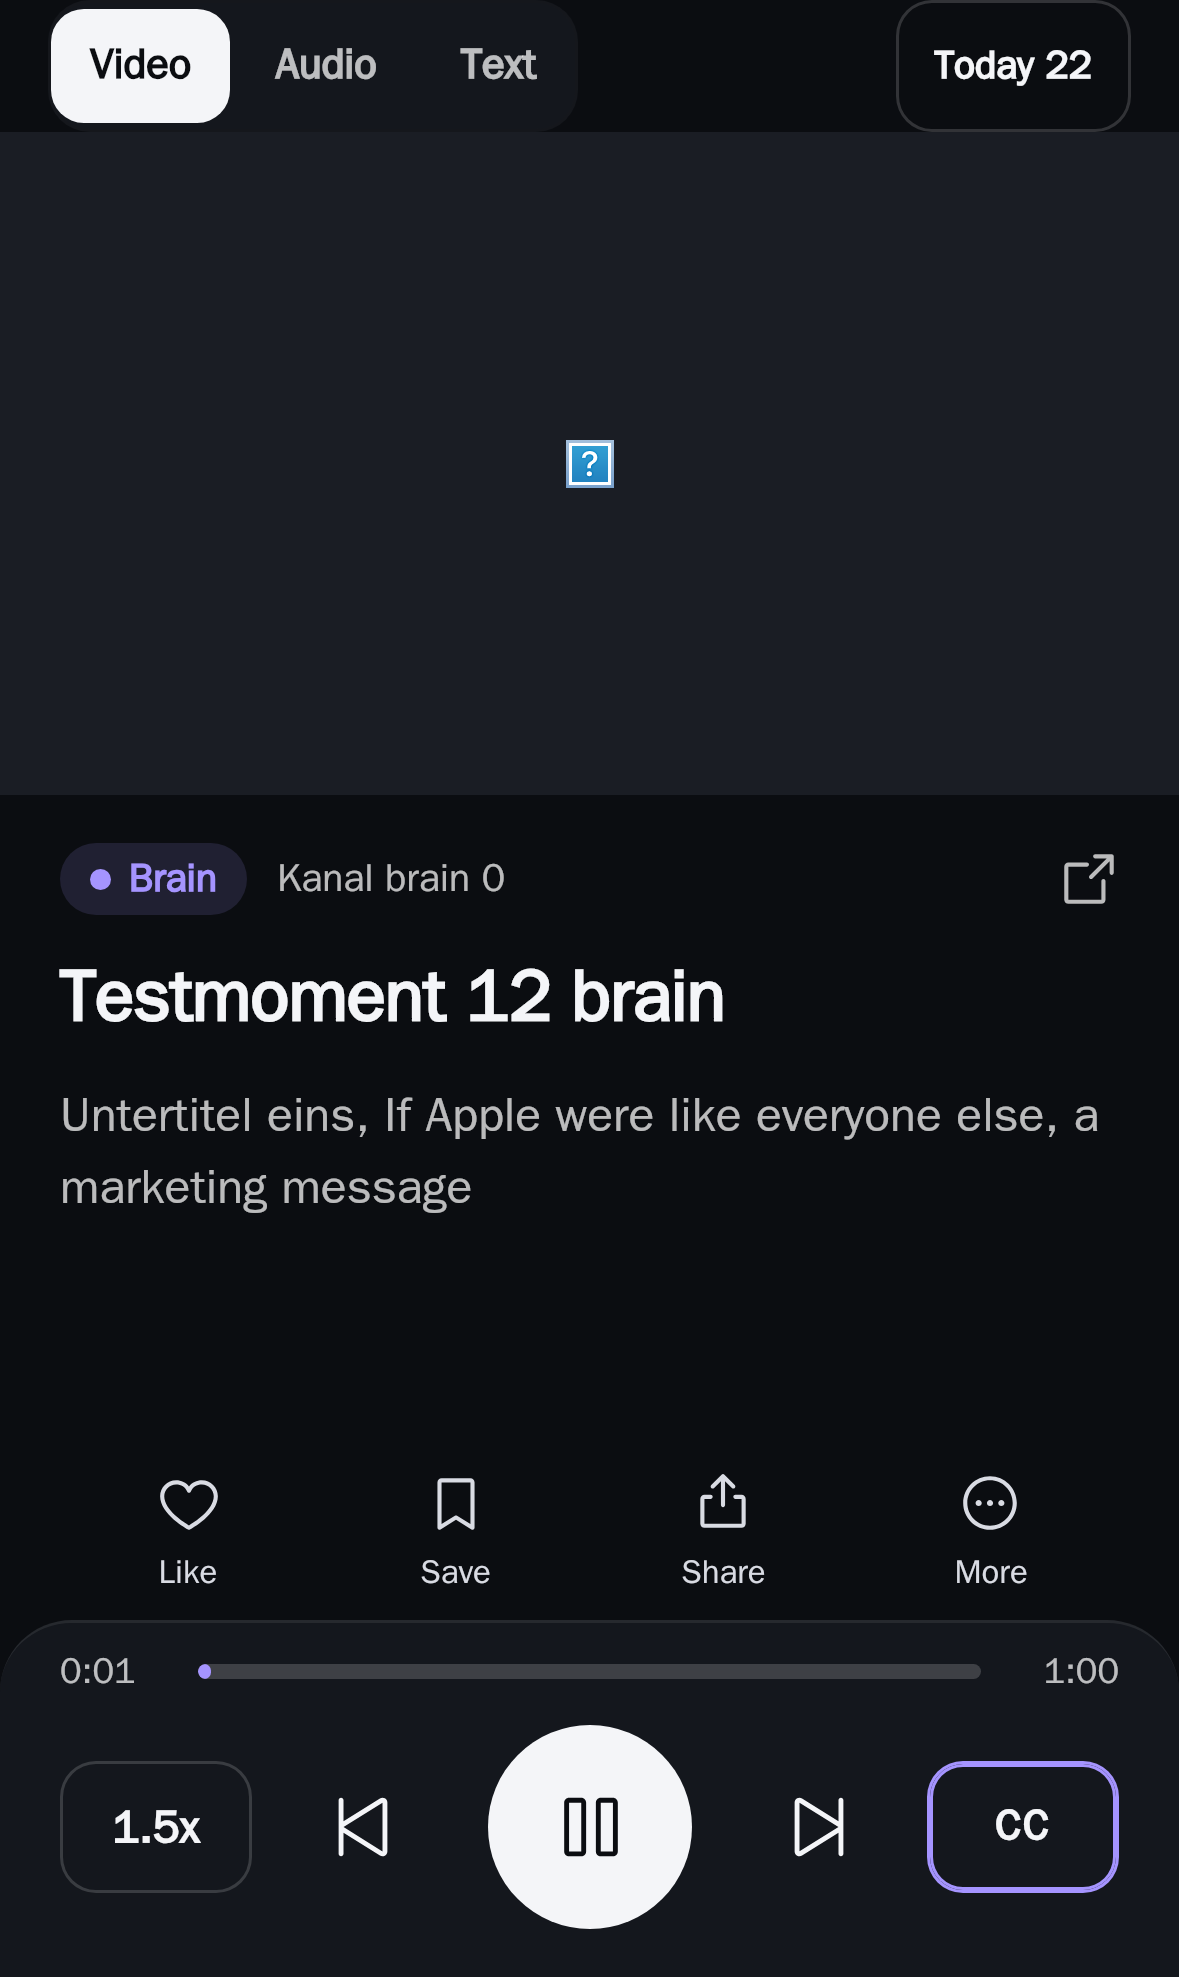 Video Audio Text Today 22
?
Brain Kanal brain 0
Testmoment 12 brain
Untertitel eins, If Apple were like everyone else, a
marketing message
Like Save Share More
0:01 1:00
1.5x CC